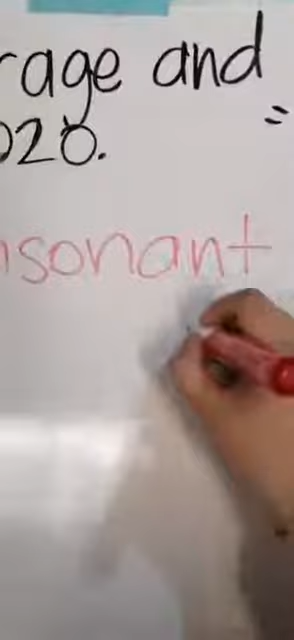 rage and
020.
=
nsonant